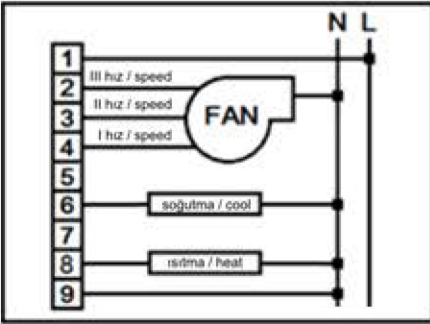 N L
1
2 III hız / speed
3 II hız / speed
FAN
4 I hız / speed
5
6 soğutma / cool
7
8 ısıtma / heat
9